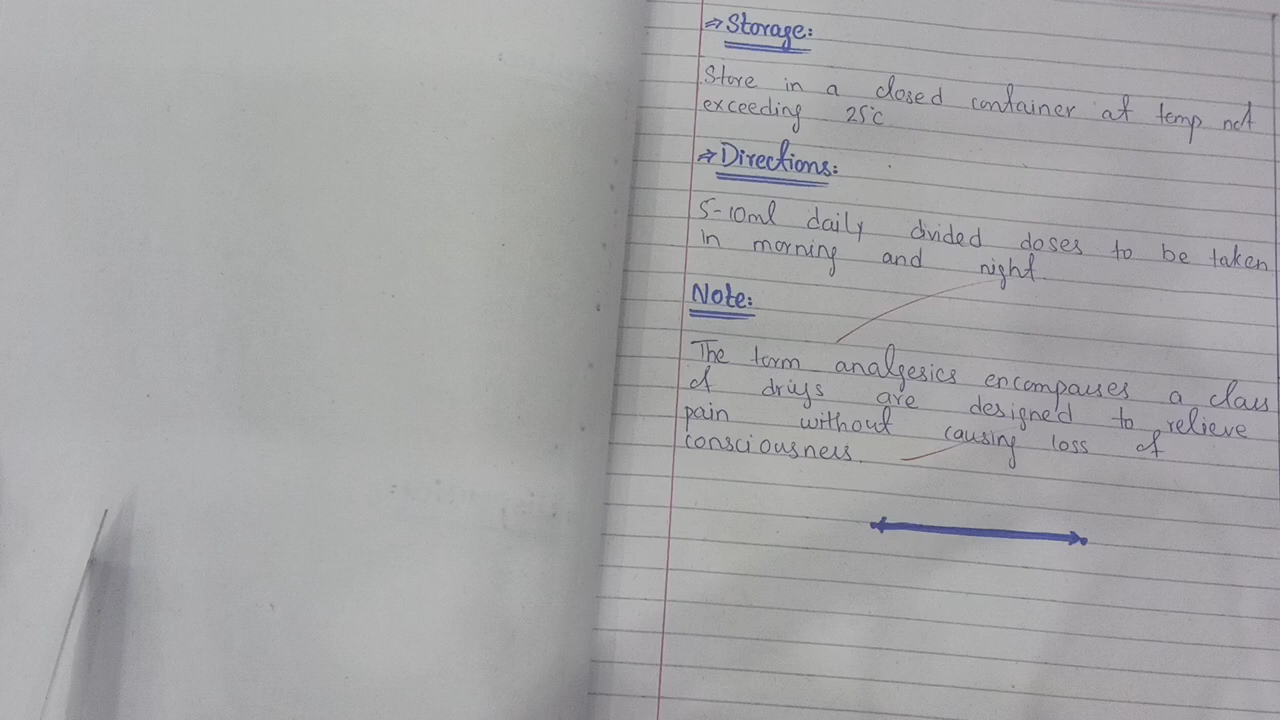 ⇒ Storage:
Store in a closed container at temp not
exceeding 25°C
⇒ Directions:
5-10ml daily divided doses to be taken
in morning and night.
Note:
The term analgesics encompasses a class
of drugs are designed to relieve
pain without causing loss of
consciousness.